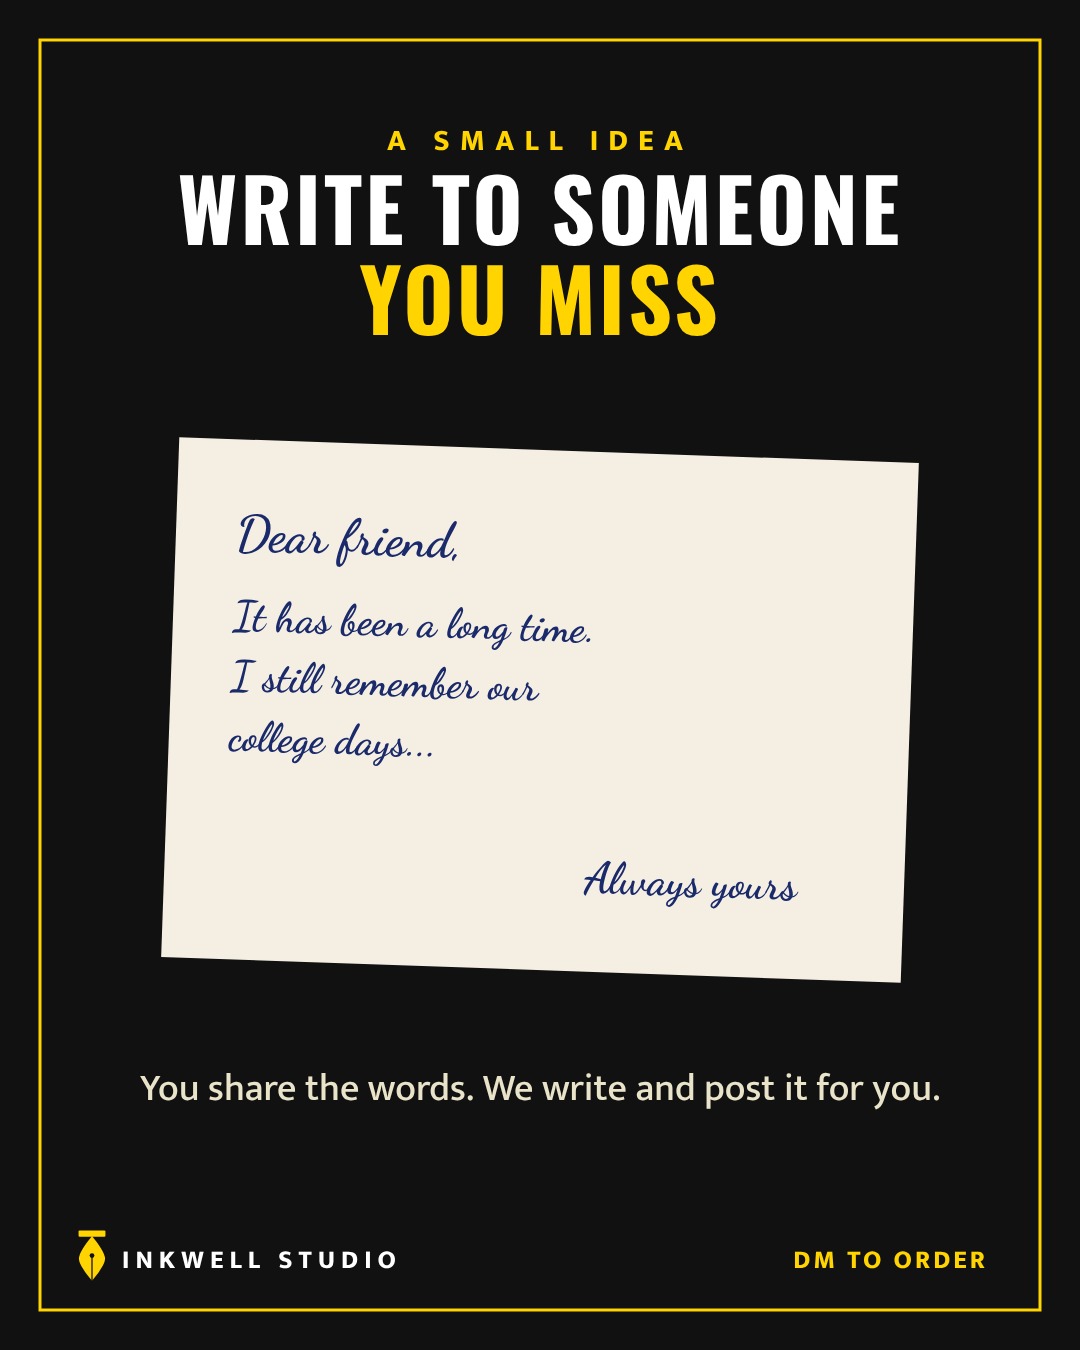 A SMALL IDEA
WRITE TO SOMEONE
YOU MISS
Dear friend,
It has been a long time.
I still remember our
college days...
Always yours
You share the words. We write and post it for you.
INKWELL STUDIO
DM TO ORDER